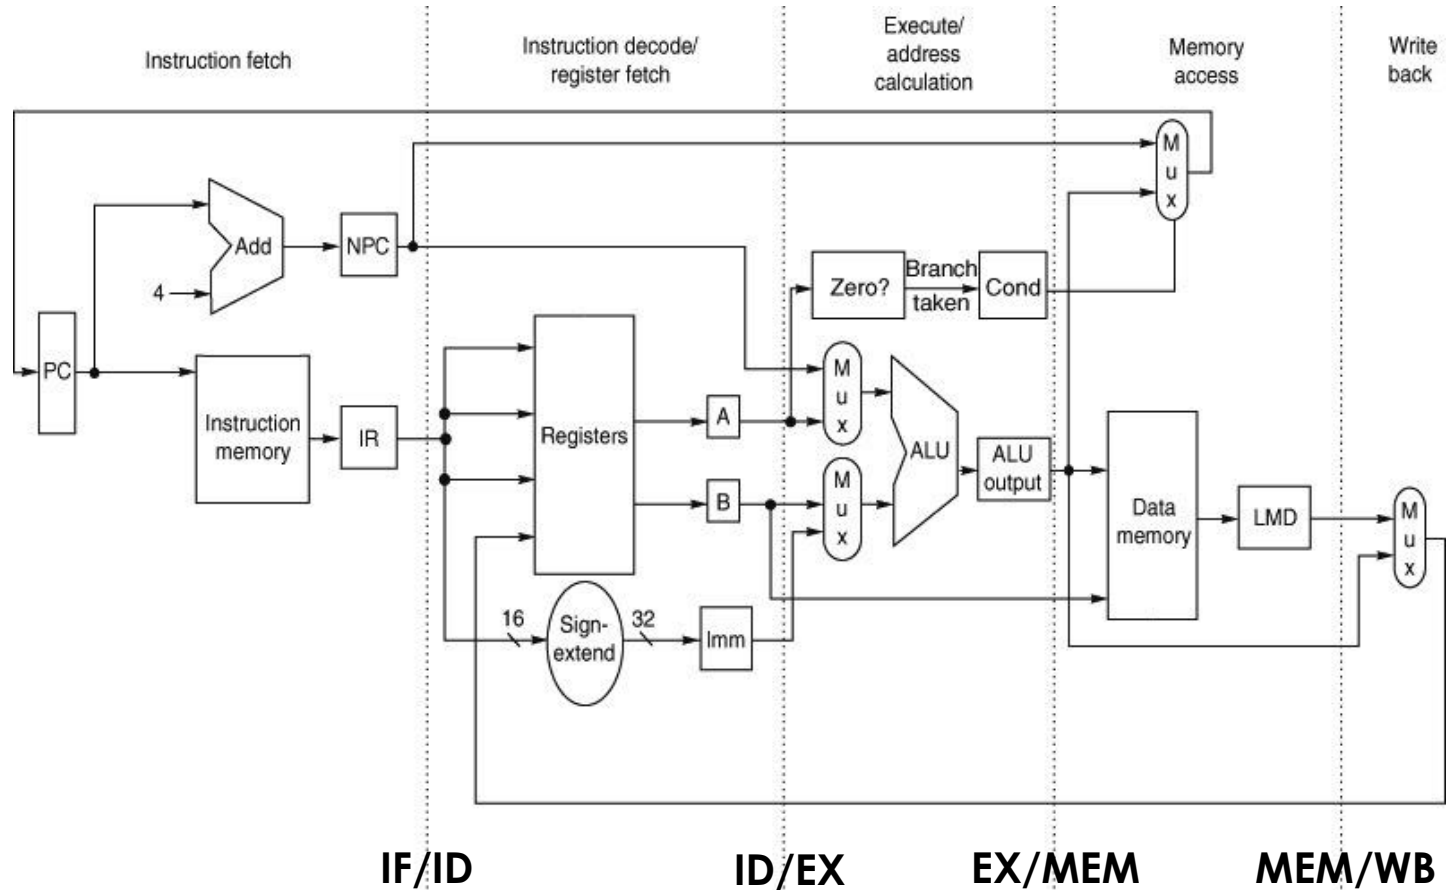 Instruction fetch
Instruction decode/
register fetch
Execute/
address
calculation
Memory
access
Write
back
M
u
x
Add
NPC
4
Zero?
Branch
taken
Cond
PC
Instruction
memory
IR
Registers
A
B
M
u
x
M
u
x
ALU
ALU
output
Data
memory
LMD
M
u
x
16
Sign-
extend
32
Imm
IF/ID
ID/EX
EX/MEM
MEM/WB